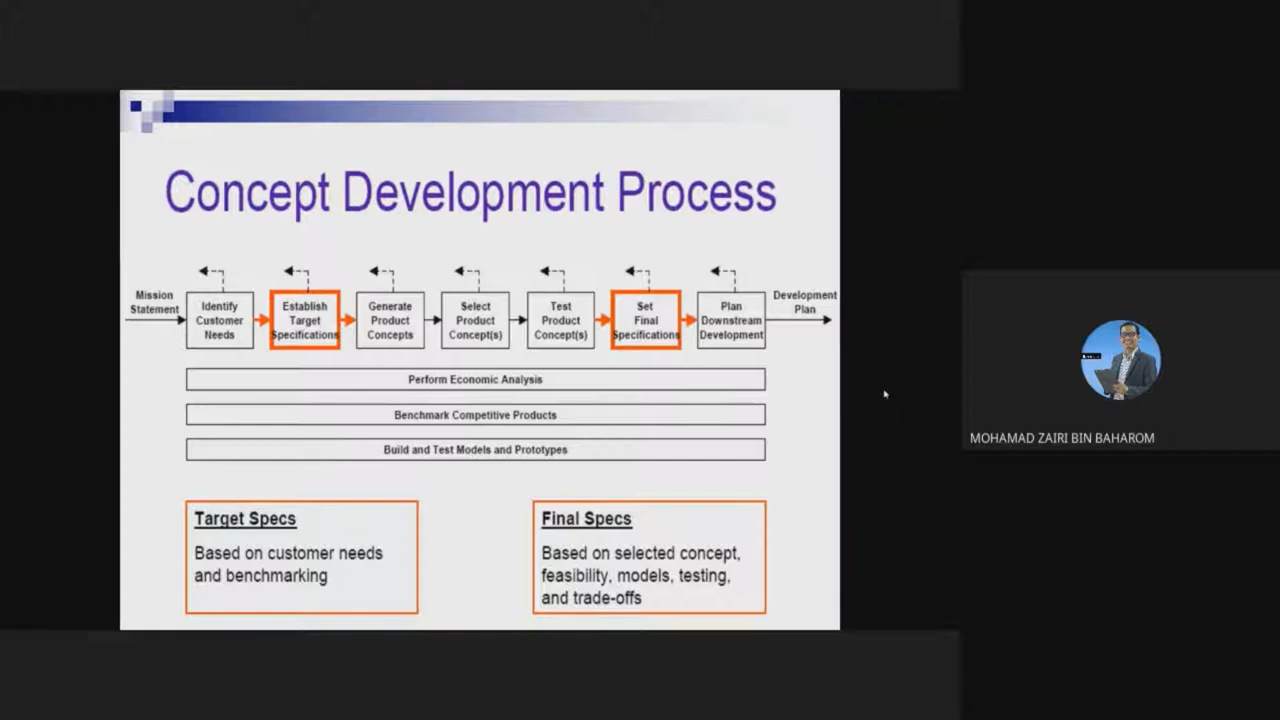 Concept Development Process
Mission
Statement
Identify
Customer
Needs
Establish
Target
Specifications
Generate
Product
Concepts
Select
Product
Concept(s)
Test
Product
Concept(s)
Set
Final
Specifications
Plan
Downstream
Development
Development
Plan
Perform Economic Analysis
Benchmark Competitive Products
Build and Test Models and Prototypes
Target Specs
Based on customer needs
and benchmarking
Final Specs
Based on selected concept,
feasibility, models, testing,
and trade-offs
MOHAMAD ZAIRI BIN BAHAROM